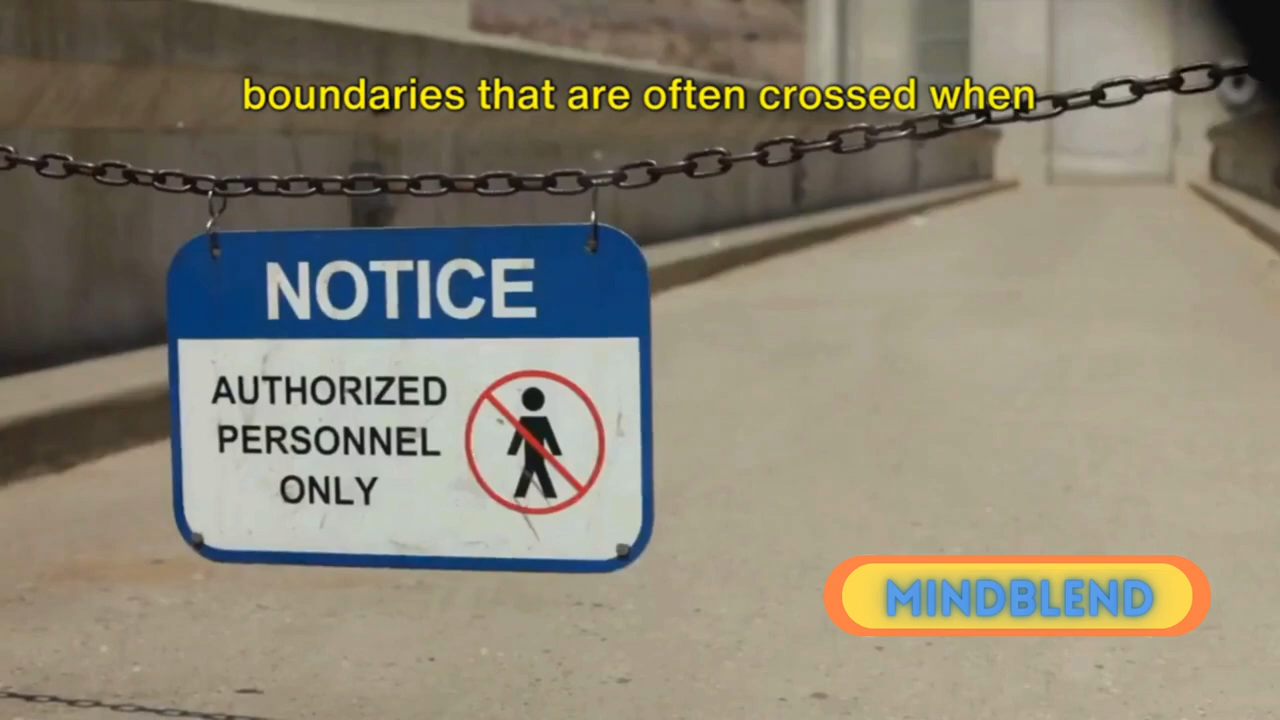 boundaries that are often crossed when
NOTICE
AUTHORIZED
PERSONNEL
ONLY
MINDBLEND